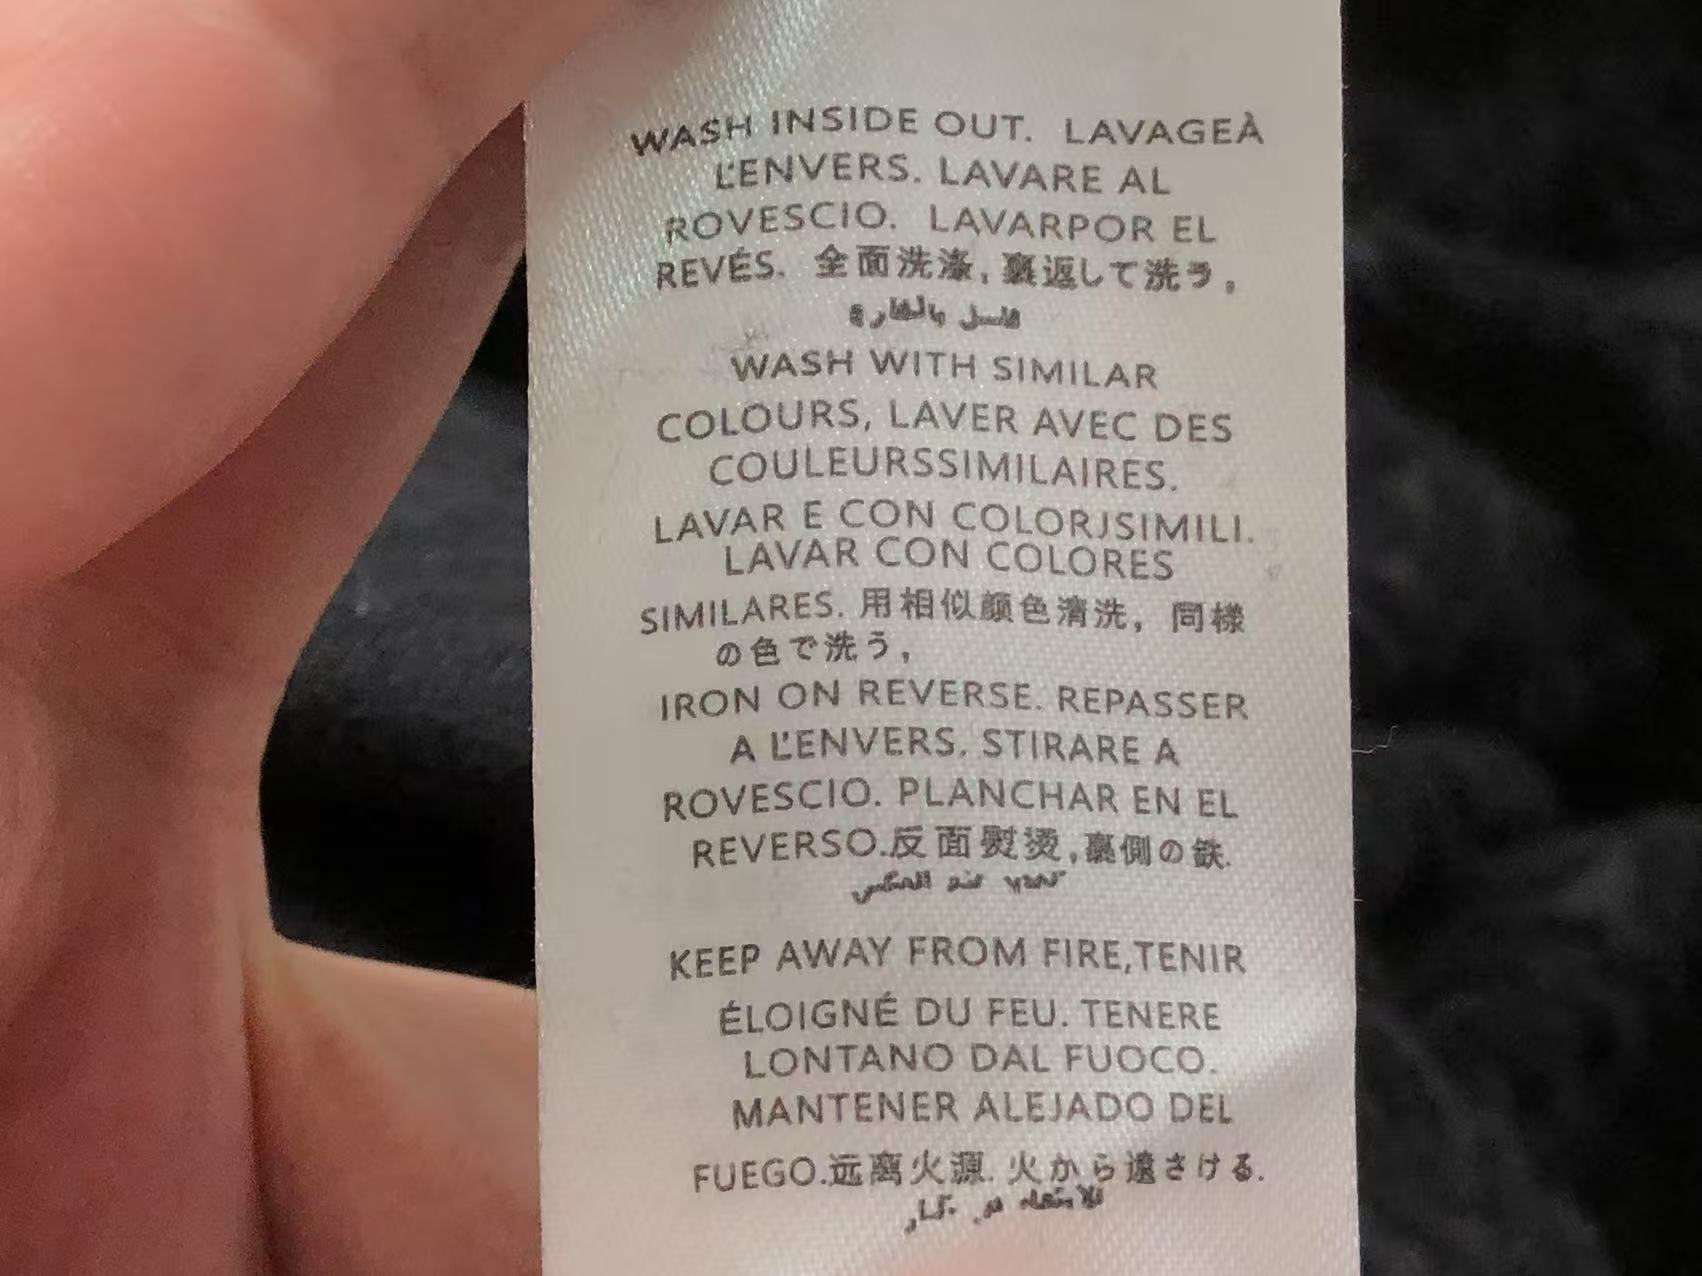 WASH INSIDE OUT. LAVAGEÀ
L'ENVERS. LAVARE AL
ROVESCIO. LAVARPOR EL
REVÉS. 全面洗涤,裏返して洗う。
WASH WITH SIMILAR
COLOURS, LAVER AVEC DES
COULEURSSIMILAIRES.
LAVAR E CON COLORJSIMILI.
LAVAR CON COLORES
SIMILARES. 用相似颜色清洗, 同様
の色で洗う,
IRON ON REVERSE. REPASSER
A L'ENVERS. STIRARE A
ROVESCIO. PLANCHAR EN EL
REVERSO.反面熨烫,裏側の鉄.
KEEP AWAY FROM FIRE,TENIR
ÉLOIGNÉ DU FEU. TENERE
LONTANO DAL FUOCO.
MANTENER ALEJADO DEL
FUEGO.远离火源. 火から遠さける.